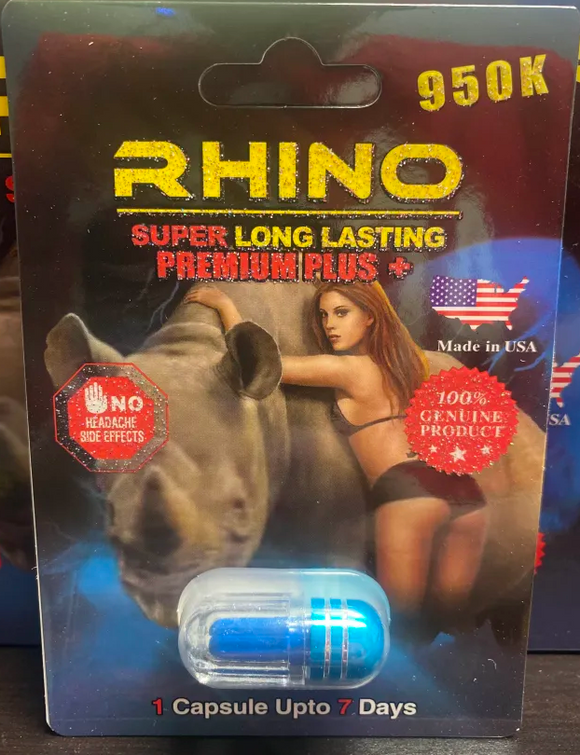 950K
RHINO
SUPER LONG LASTING
PREMIUM PLUS +
Made in USA
NO
HEADACHE
SIDE EFFECTS
100%
GENUINE
PRODUCT
SA
1 Capsule Upto 7 Days